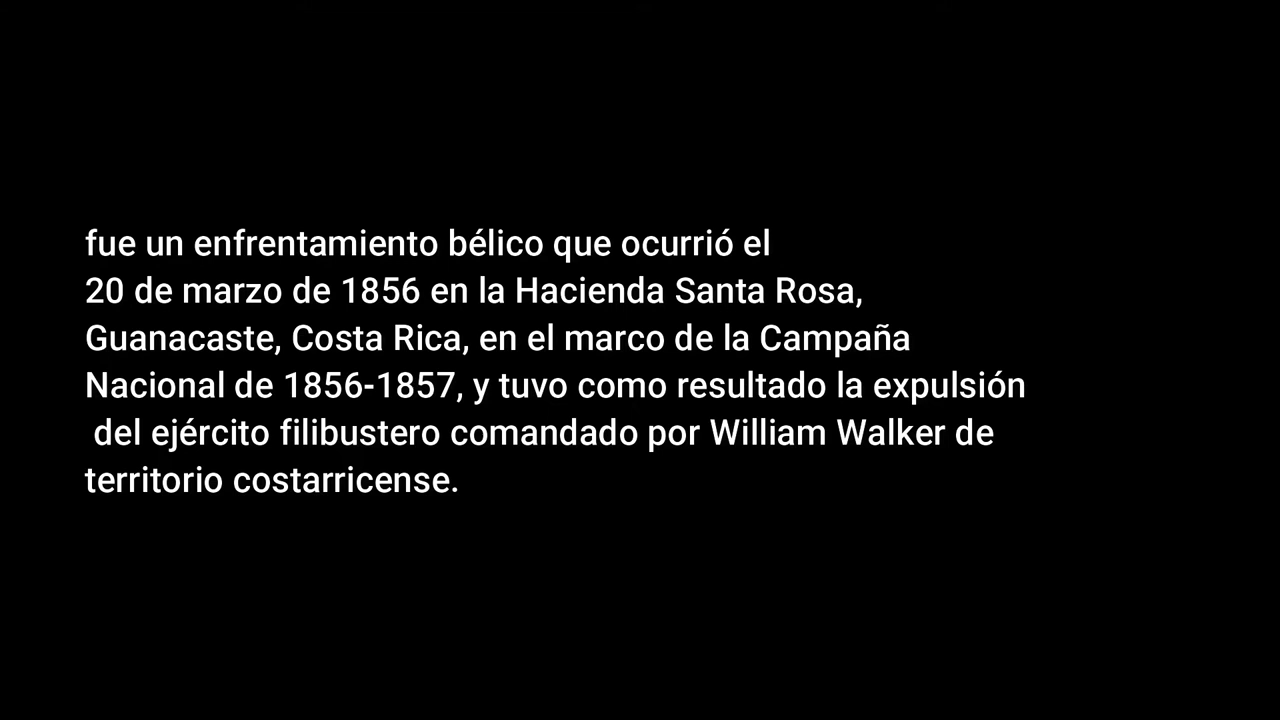 fue un enfrentamiento bélico que ocurrió el
20 de marzo de 1856 en la Hacienda Santa Rosa,
Guanacaste, Costa Rica, en el marco de la Campaña
Nacional de 1856-1857, y tuvo como resultado la expulsión
del ejército filibustero comandado por William Walker de
territorio costarricense.